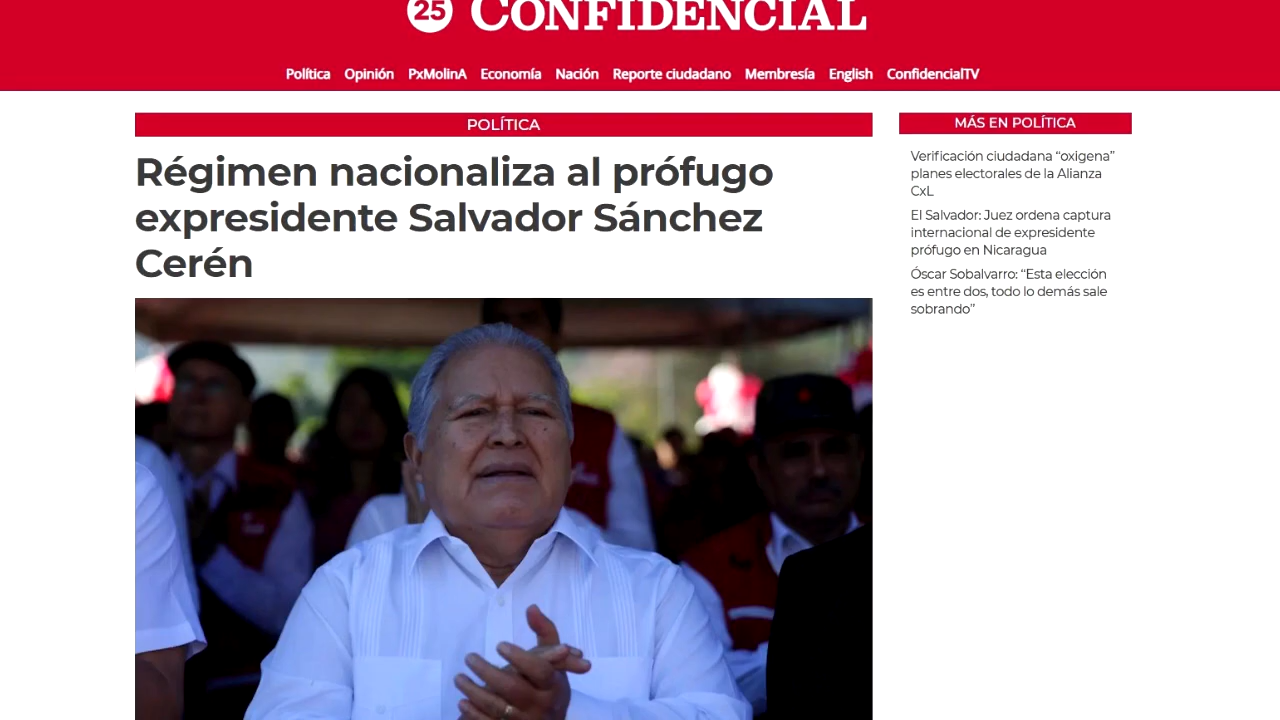 25 CONFIDENCIAL
Política Opinión PxMolinA Economía Nación Reporte ciudadano Membresía English ConfidencialTV
POLÍTICA
Régimen nacionaliza al prófugo
expresidente Salvador Sánchez
Cerén
MÁS EN POLÍTICA
Verificación ciudadana “oxigena”
planes electorales de la Alianza
CxL
El Salvador: Juez ordena captura
internacional de expresidente
prófugo en Nicaragua
Óscar Sobalvarro: “Esta elección
es entre dos, todo lo demás sale
sobrando”